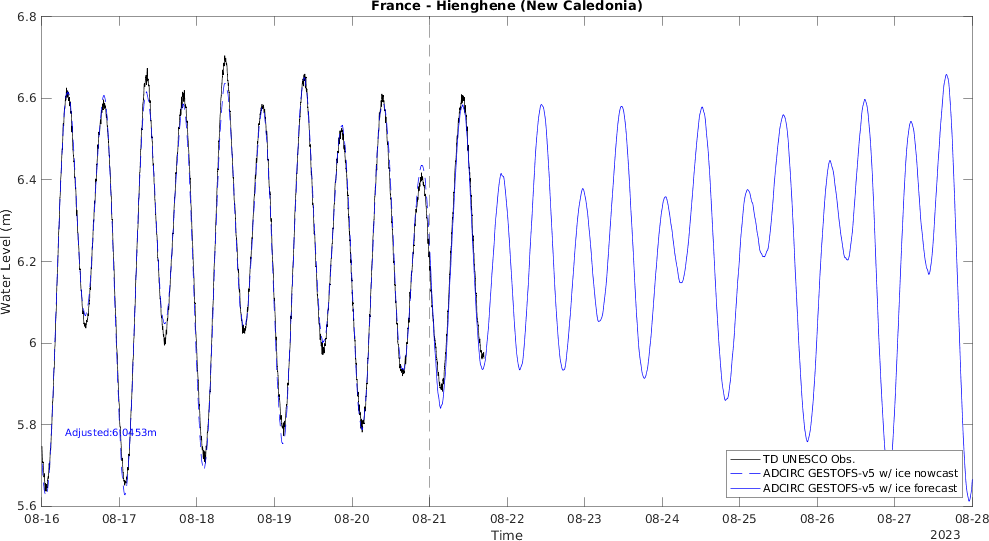 France - Hienghene (New Caledonia)
6.8
6.6
6.4
6.2
6
5.8
5.6
Water Level (m)
Adjusted:6.0453m
TD UNESCO Obs.
ADCIRC GESTOFS-v5 w/ ice nowcast
ADCIRC GESTOFS-v5 w/ ice forecast
08-16 08-17 08-18 08-19 08-20 08-21 08-22 08-23 08-24 08-25 08-26 08-27 08-28
Time
2023